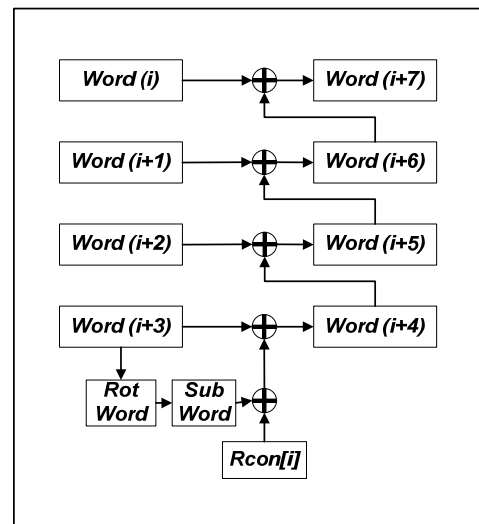 Word (i)
Word (i+7)
Word (i+1)
Word (i+6)
Word (i+2)
Word (i+5)
Word (i+3)
Word (i+4)
Rot
Word
Sub
Word
Rcon[i]